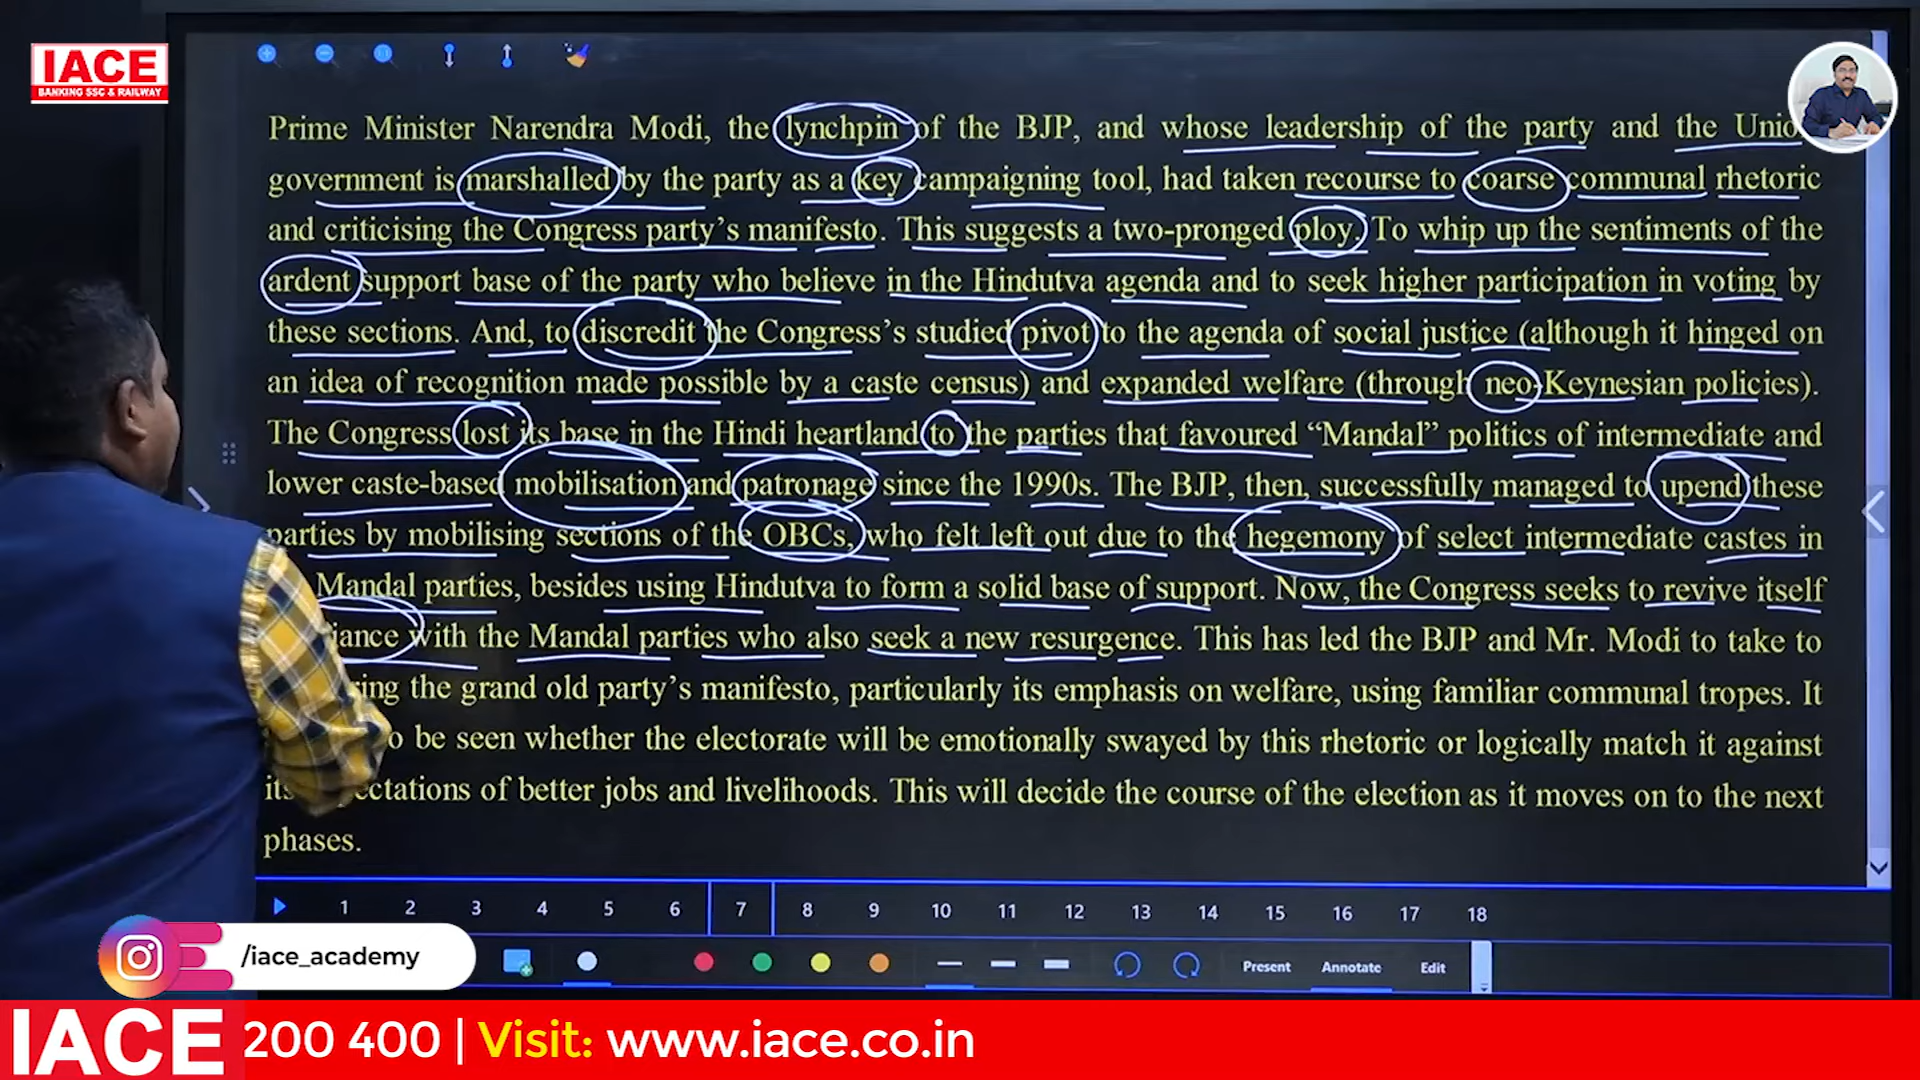 IACE
BANKING SSC & RAILWAY
Prime Minister Narendra Modi, the lynchpin of the BJP, and whose leadership of the party and the Unio
government is marshalled by the party as a key campaigning tool, had taken recourse to coarse communal rhetoric
and criticising the Congress party's manifesto. This suggests a two-pronged ploy. To whip up the sentiments of the
ardent support base of the party who believe in the Hindutva agenda and to seek higher participation in voting by
these sections. And, to discredit the Congress's studied pivot to the agenda of social justice (although it hinged on
an idea of recognition made possible by a caste census) and expanded welfare (through neo-Keynesian policies).
The Congress lost its base in the Hindi heartland to the parties that favoured "Mandal" politics of intermediate and
lower caste-based mobilisation and patronage since the 1990s. The BJP, then, successfully managed to upend these
parties by mobilising sections of the OBCs, who felt left out due to the hegemony of select intermediate castes in
Mandal parties, besides using Hindutva to form a solid base of support. Now, the Congress seeks to revive itself
iance with the Mandal parties who also seek a new resurgence. This has led the BJP and Mr. Modi to take to
ring the grand old party's manifesto, particularly its emphasis on welfare, using familiar communal tropes. It
o be seen whether the electorate will be emotionally swayed by this rhetoric or logically match it against
its ectations of better jobs and livelihoods. This will decide the course of the election as it moves on to the next
phases.
1 2 3 4 5 6 7 8 9 10 11 12 13 14 15 16 17 18
Present Annotate Edit
/iace_academy
IACE 200 400 | Visit: www.iace.co.in